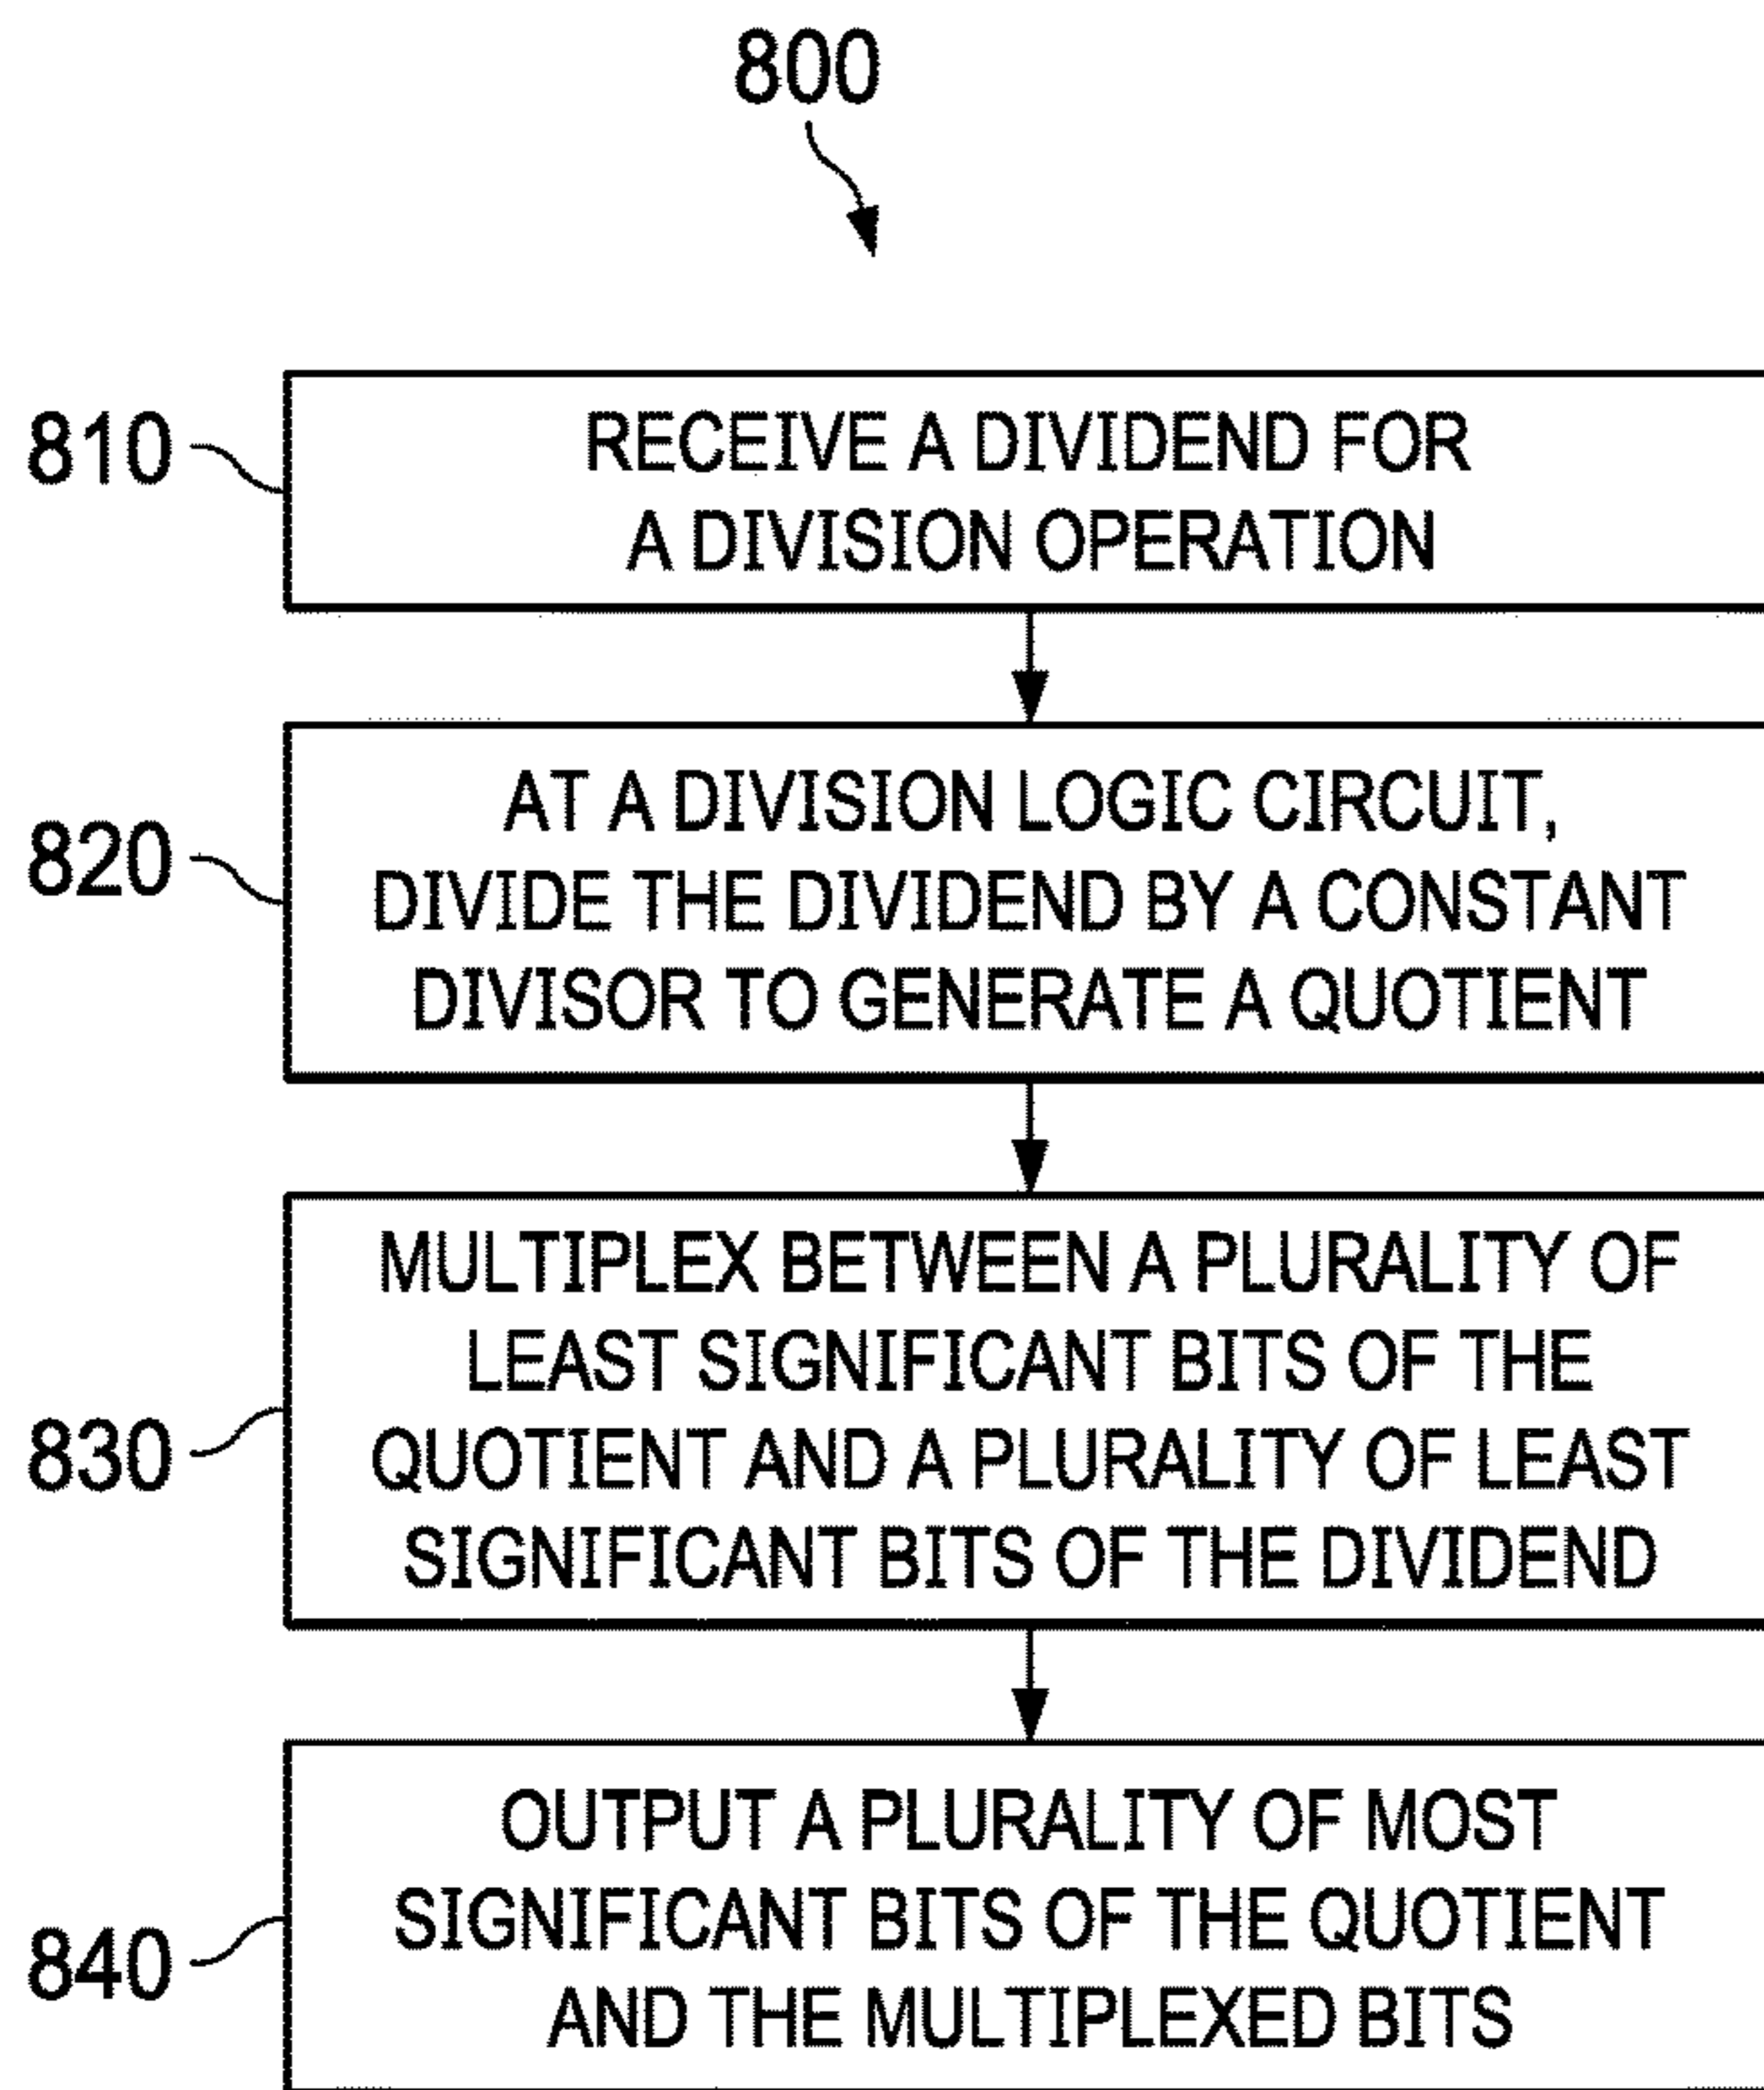 800
810
RECEIVE A DIVIDEND FOR
A DIVISION OPERATION
820
AT A DIVISION LOGIC CIRCUIT,
DIVIDE THE DIVIDEND BY A CONSTANT
DIVISOR TO GENERATE A QUOTIENT
830
MULTIPLEX BETWEEN A PLURALITY OF
LEAST SIGNIFICANT BITS OF THE
QUOTIENT AND A PLURALITY OF LEAST
SIGNIFICANT BITS OF THE DIVIDEND
840
OUTPUT A PLURALITY OF MOST
SIGNIFICANT BITS OF THE QUOTIENT
AND THE MULTIPLEXED BITS